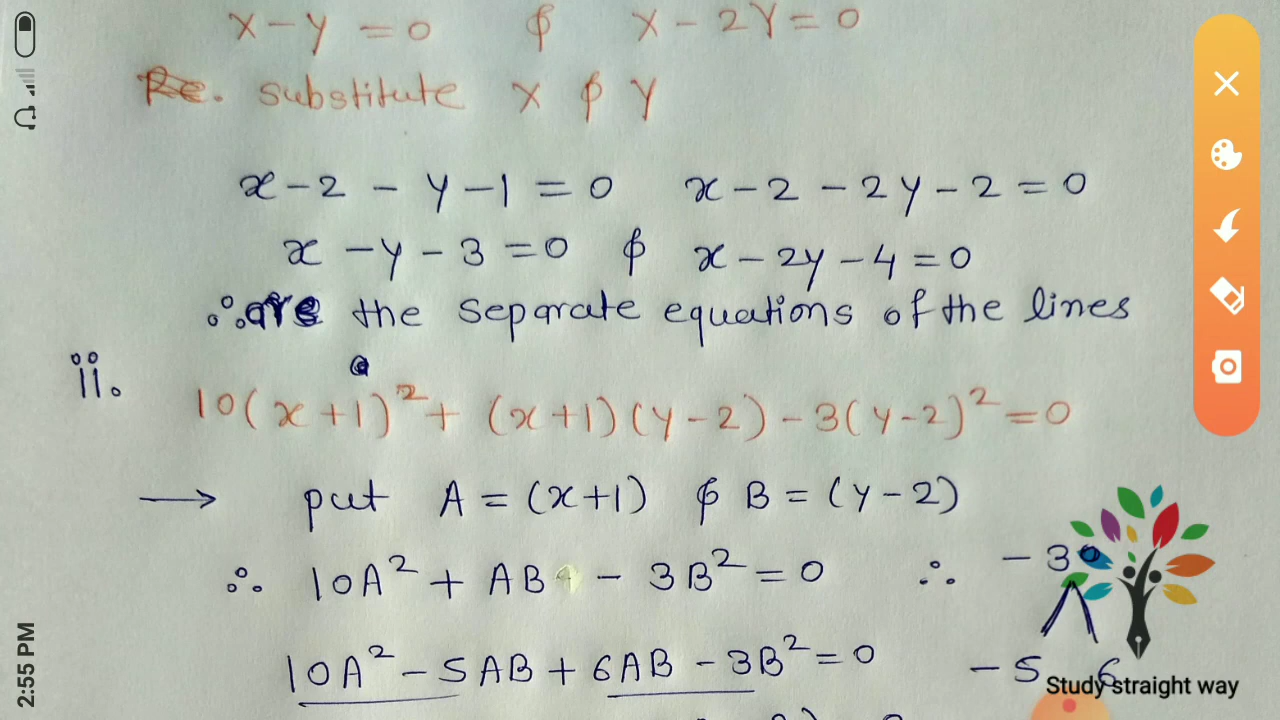 x - y = 0 & x - 2y = 0
Re. substitute x & y
x - 2 - y - 1 = 0 x - 2 - 2y - 2 = 0
x - y - 3 = 0 & x - 2y - 4 = 0
∴ are the separate equations of the lines
ii.
10(x+1)² + (x+1)(y-2) - 3(y-2)² = 0
→ put A = (x+1) & B = (y-2)
∴ 10A² + AB - 3B² = 0 ∴ -30
10A² - 5AB + 6AB - 3B² = 0 -5 6
Study straight way
2:55 PM